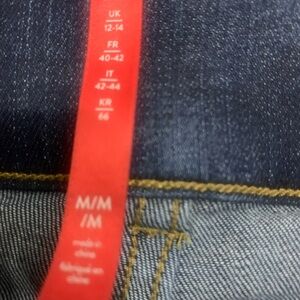 UK
12-14
FR
40-42
IT
42-44
KR
66
M/M
/M
made in
china
fabriqué en
chine